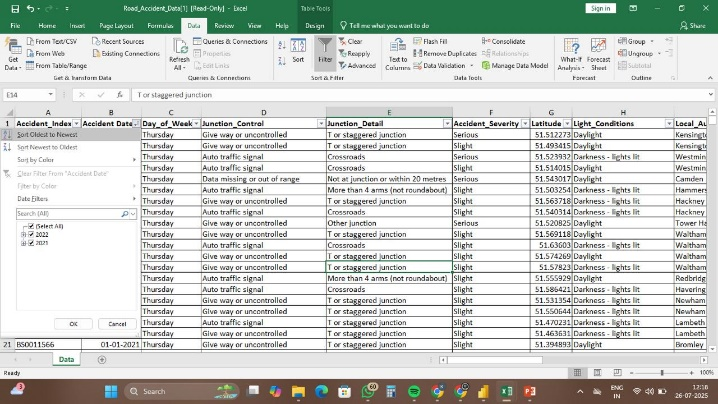 Road_Accident_Data[1] [Read-Only] - Excel
Table Tools
Sign in
File Home Insert Page Layout Formulas Data Review View Help Design Tell me what you want to do Share
Get Data
From Text/CSV
From Web
From Table/Range
Recent Sources
Existing Connections
Get & Transform Data
Refresh All
Queries & Connections
Properties
Edit Links
Queries & Connections
Sort
Filter
Clear
Reapply
Advanced
Sort & Filter
Text to Columns
Flash Fill
Remove Duplicates
Data Validation
Consolidate
Relationships
Manage Data Model
Data Tools
What-If Analysis
Forecast Sheet
Forecast
Group
Ungroup
Subtotal
Outline
E14 fx T or staggered junction
A B C D E F G H
1 Accident_Index Accident Date Day_of_Week Junction_Control Junction_Detail Accident_Severity Latitude Light_Conditions Local_Au
Thursday Give way or uncontrolled T or staggered junction Serious 51.512273 Daylight Kensingt
Thursday Give way or uncontrolled T or staggered junction Slight 51.493415 Daylight Kensingt
Thursday Auto traffic signal Crossroads Serious 51.523932 Darkness - lights lit Westmin
Thursday Auto traffic signal Crossroads Slight 51.514015 Daylight Westmin
Thursday Data missing or out of range Not at junction or within 20 metres Serious 51.543017 Daylight Camden
Thursday Auto traffic signal More than 4 arms (not roundabout) Slight 51.503254 Darkness - lights lit Hammers
Thursday Give way or uncontrolled T or staggered junction Slight 51.563718 Darkness - lights lit Hackney
Thursday Auto traffic signal Crossroads Slight 51.540314 Darkness - lights lit Hackney
Thursday Give way or uncontrolled Other junction Serious 51.520825 Daylight Tower Ha
Thursday Give way or uncontrolled T or staggered junction Slight 51.569118 Daylight Waltham
Thursday Auto traffic signal Crossroads Slight 51.63603 Darkness - lights lit Waltham
Thursday Give way or uncontrolled T or staggered junction Slight 51.574269 Daylight Waltham
Thursday Give way or uncontrolled T or staggered junction Slight 51.57823 Darkness - lights lit Waltham
Thursday Auto traffic signal More than 4 arms (not roundabout) Slight 51.555929 Daylight Redbridg
Thursday Give way or uncontrolled Crossroads Slight 51.586421 Darkness - lights lit Havering
Thursday Give way or uncontrolled T or staggered junction Slight 51.531354 Darkness - lights lit Newham
Thursday Give way or uncontrolled T or staggered junction Slight 51.550644 Darkness - lights lit Newham
Thursday Auto traffic signal T or staggered junction Slight 51.470231 Darkness - lights lit Lambeth
Thursday Give way or uncontrolled T or staggered junction Slight 51.463631 Darkness - lights lit Lambeth
21 BS0011566 01-01-2021 Thursday Give way or uncontrolled T or staggered junction Slight 51.394893 Daylight Bromley
Sort Oldest to Newest
Sort Newest to Oldest
Sort by Color
Clear Filter From "Accident Date"
Filter by Color
Date Filters
Search (All)
(Select All)
2022
2021
OK Cancel
Data
Ready
100%
Search
60
ENG
IN
12:18
26-07-2025